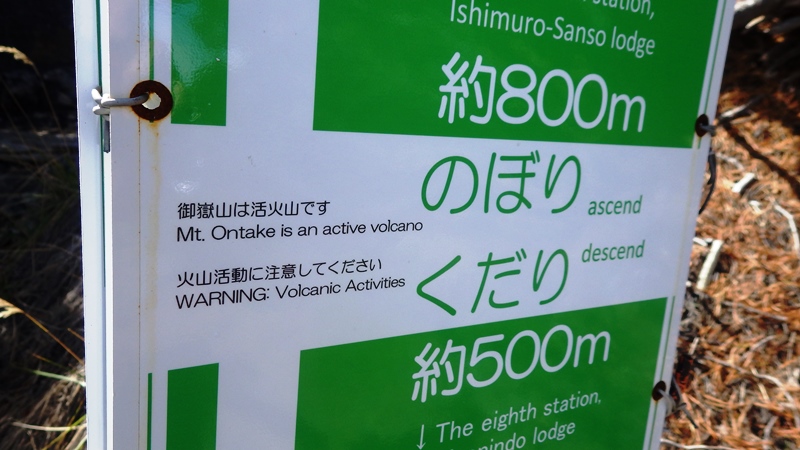 station,
Ishimuro-Sanso lodge
約800m
のぼり ascend
御嶽山は活火山です
Mt. Ontake is an active volcano
火山活動に注意してください
WARNING: Volcanic Activities
くだり descend
約500m
↓ The eighth station,
lodge